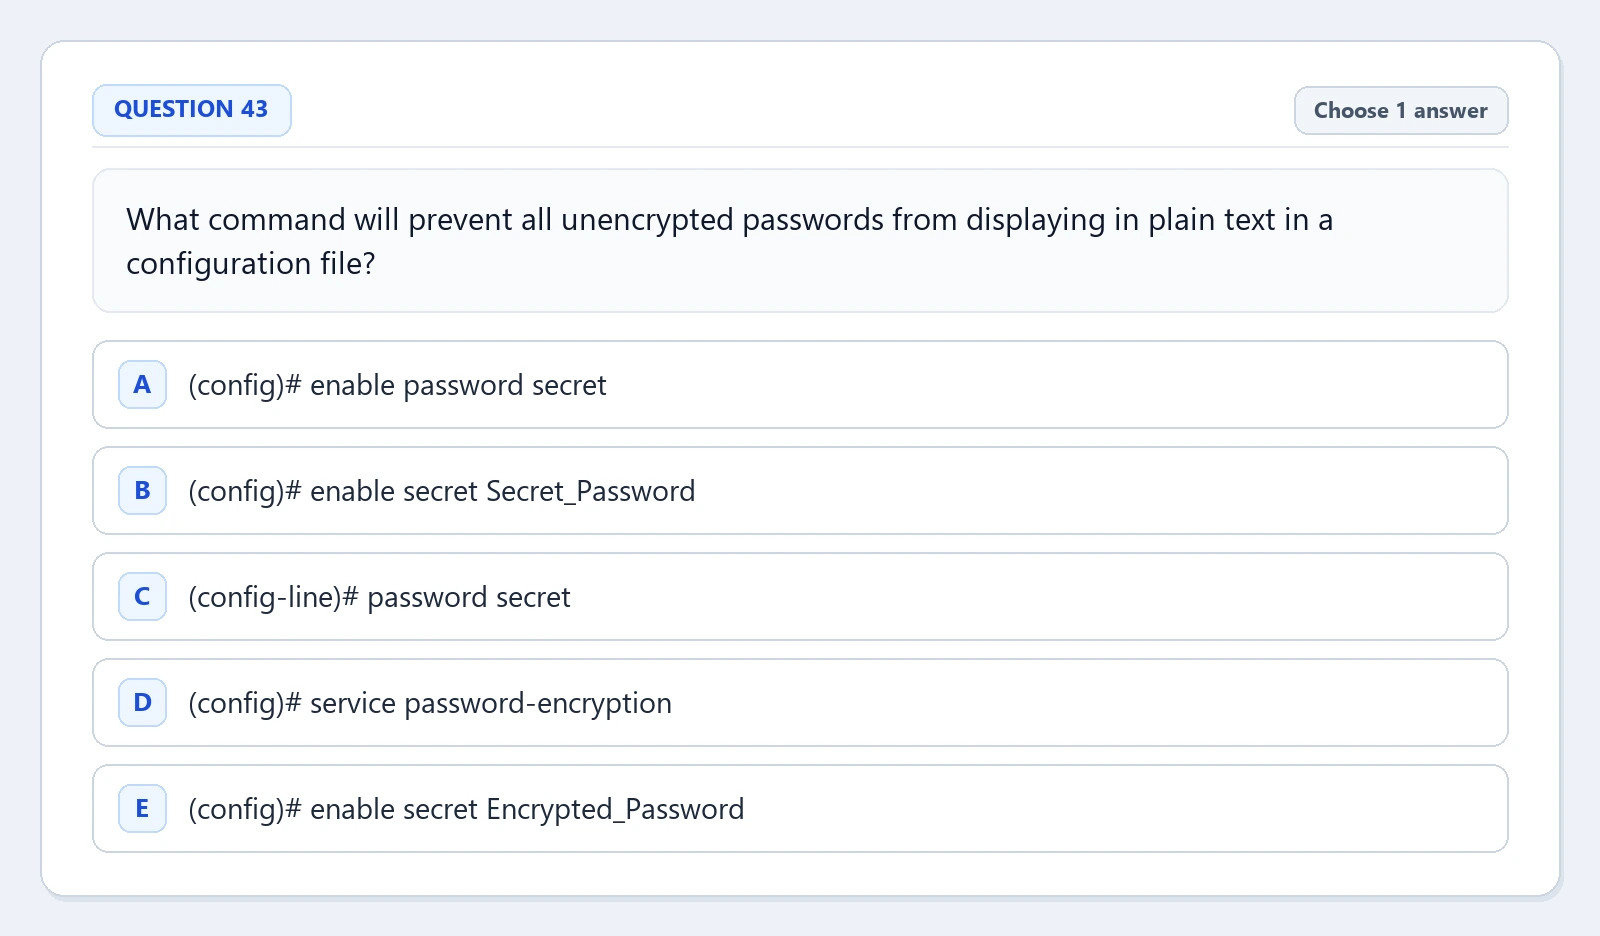 QUESTION 43
Choose 1 answer
What command will prevent all unencrypted passwords from displaying in plain text in a
configuration file?
A (config)# enable password secret
B (config)# enable secret Secret_Password
C (config-line)# password secret
D (config)# service password-encryption
E (config)# enable secret Encrypted_Password